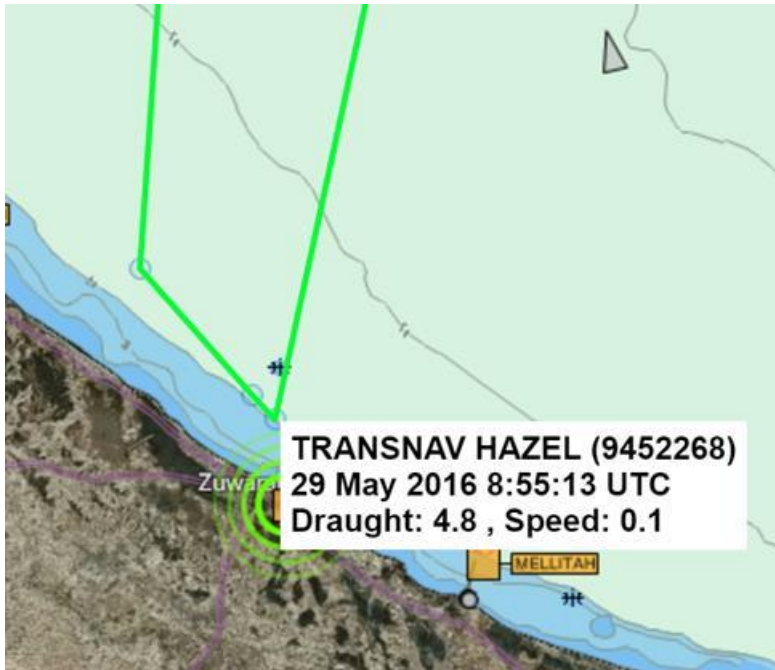 TRANSNAV HAZEL (9452268)
29 May 2016 8:55:13 UTC
Draught: 4.8 , Speed: 0.1
MELLITAH